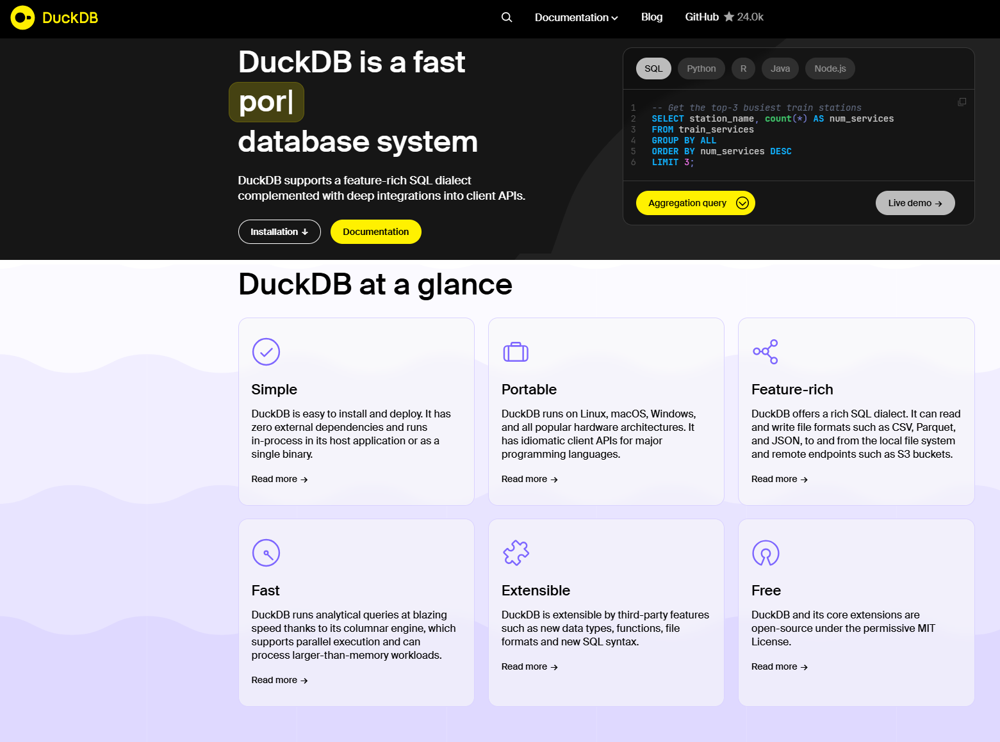 DuckDB
Documentation
Blog
GitHub 24.0k
DuckDB is a fast
por|
database system
DuckDB supports a feature-rich SQL dialect
complemented with deep integrations into client APIs.
Installation ↓
Documentation
SQL
Python
R
Java
Node.js
1 -- Get the top-3 busiest train stations
2 SELECT station_name, count(*) AS num_services
3 FROM train_services
4 GROUP BY ALL
5 ORDER BY num_services DESC
6 LIMIT 3;
Aggregation query
Live demo →
DuckDB at a glance
Simple
DuckDB is easy to install and deploy. It has
zero external dependencies and runs
in-process in its host application or as a
single binary.
Read more →
Portable
DuckDB runs on Linux, macOS, Windows,
and all popular hardware architectures. It
has idiomatic client APIs for major
programming languages.
Read more →
Feature-rich
DuckDB offers a rich SQL dialect. It can read
and write file formats such as CSV, Parquet,
and JSON, to and from the local file system
and remote endpoints such as S3 buckets.
Read more →
Fast
DuckDB runs analytical queries at blazing
speed thanks to its columnar engine, which
supports parallel execution and can
process larger-than-memory workloads.
Read more →
Extensible
DuckDB is extensible by third-party features
such as new data types, functions, file
formats and new SQL syntax.
Read more →
Free
DuckDB and its core extensions are
open-source under the permissive MIT
License.
Read more →